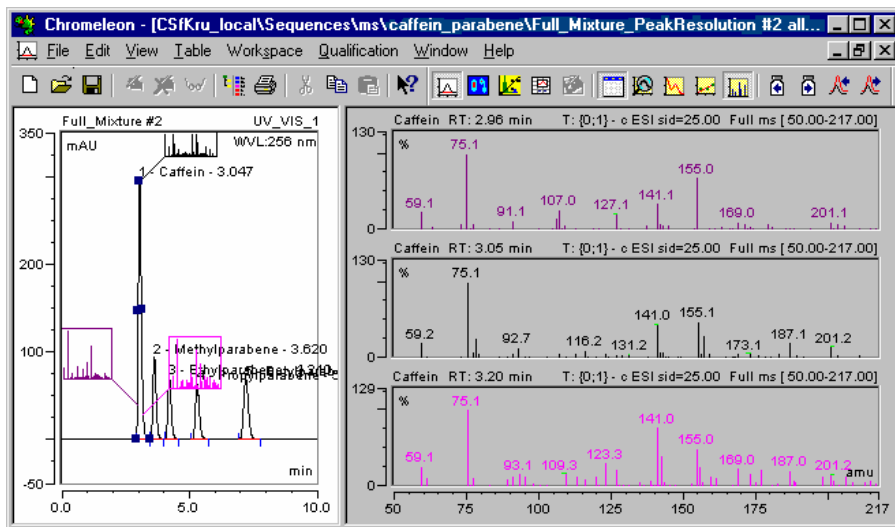 Chromeleon - [CSfKru_local\Sequences\ms\caffein_parabene\Full_Mixture_PeakResolution #2 all...
File Edit View Table Workspace Qualification Window Help
Full_Mixture #2 UV_VIS_1
350
mAU
WVL:256 nm
1 - Caffein - 3.047
200
100
2 - Methylparabene - 3.620
3 - Ethylparabene
min
-50
0.0 5.0 10.0
Caffein RT: 2.96 min T: {0;1} - c ESI sid=25.00 Full ms [50.00-217.00]
130
%
0
59.1 75.1 91.1 107.0 127.1 141.1 155.0 169.0 201.1
Caffein RT: 3.05 min T: {0;1} - c ESI sid=25.00 Full ms [50.00-217.00]
130
%
0
59.2 75.1 92.7 116.2 131.2 141.0 155.1 173.1 187.1 201.2
Caffein RT: 3.20 min T: {0;1} - c ESI sid=25.00 Full ms [50.00-217.00]
129
%
0
59.1 75.1 93.1 109.3 123.3 141.0 155.0 169.0 187.0 201.2
amu
50 75 100 125 150 175 217